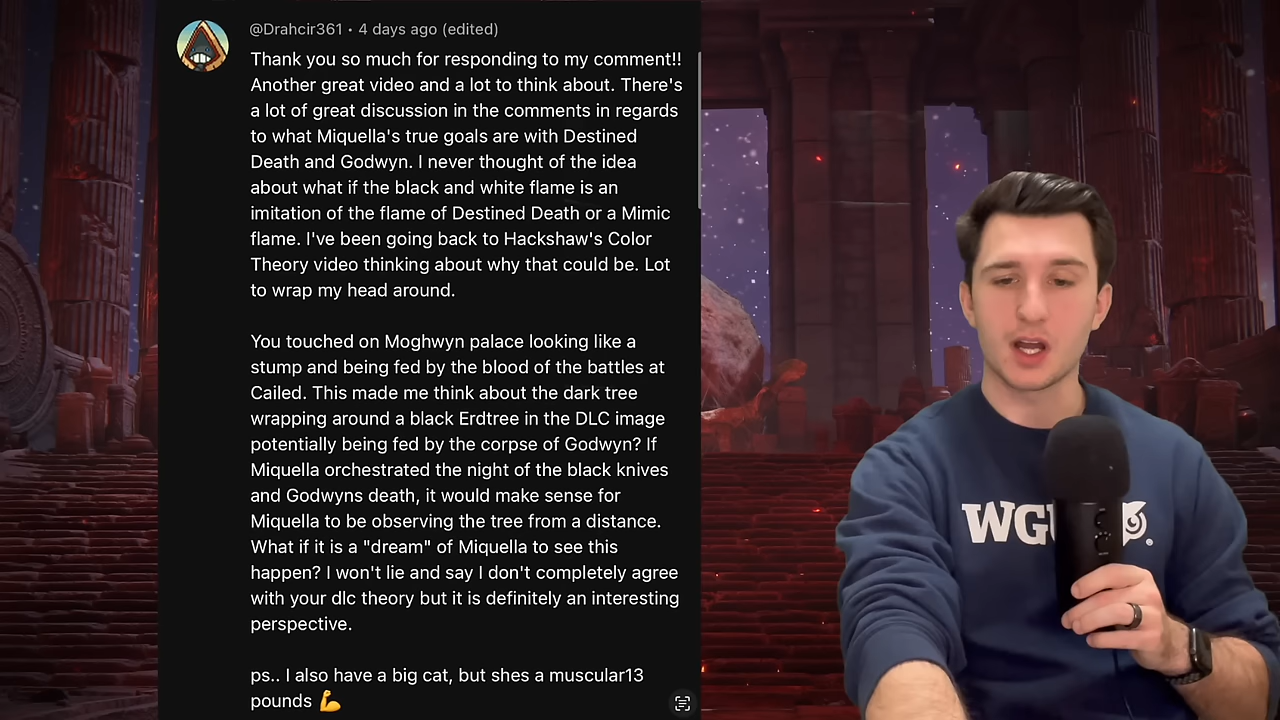 @Drahcir361 • 4 days ago (edited)
Thank you so much for responding to my comment!!
Another great video and a lot to think about. There's
a lot of great discussion in the comments in regards
to what Miquella's true goals are with Destined
Death and Godwyn. I never thought of the idea
about what if the black and white flame is an
imitation of the flame of Destined Death or a Mimic
flame. I've been going back to Hackshaw's Color
Theory video thinking about why that could be. Lot
to wrap my head around.
You touched on Moghwyn palace looking like a
stump and being fed by the blood of the battles at
Cailed. This made me think about the dark tree
wrapping around a black Erdtree in the DLC image
potentially being fed by the corpse of Godwyn? If
Miquella orchestrated the night of the black knives
and Godwyns death, it would make sense for
Miquella to be observing the tree from a distance.
What if it is a "dream" of Miquella to see this
happen? I won't lie and say I don't completely agree
with your dlc theory but it is definitely an interesting
perspective.
ps.. I also have a big cat, but shes a muscular13
pounds 💪
WGU